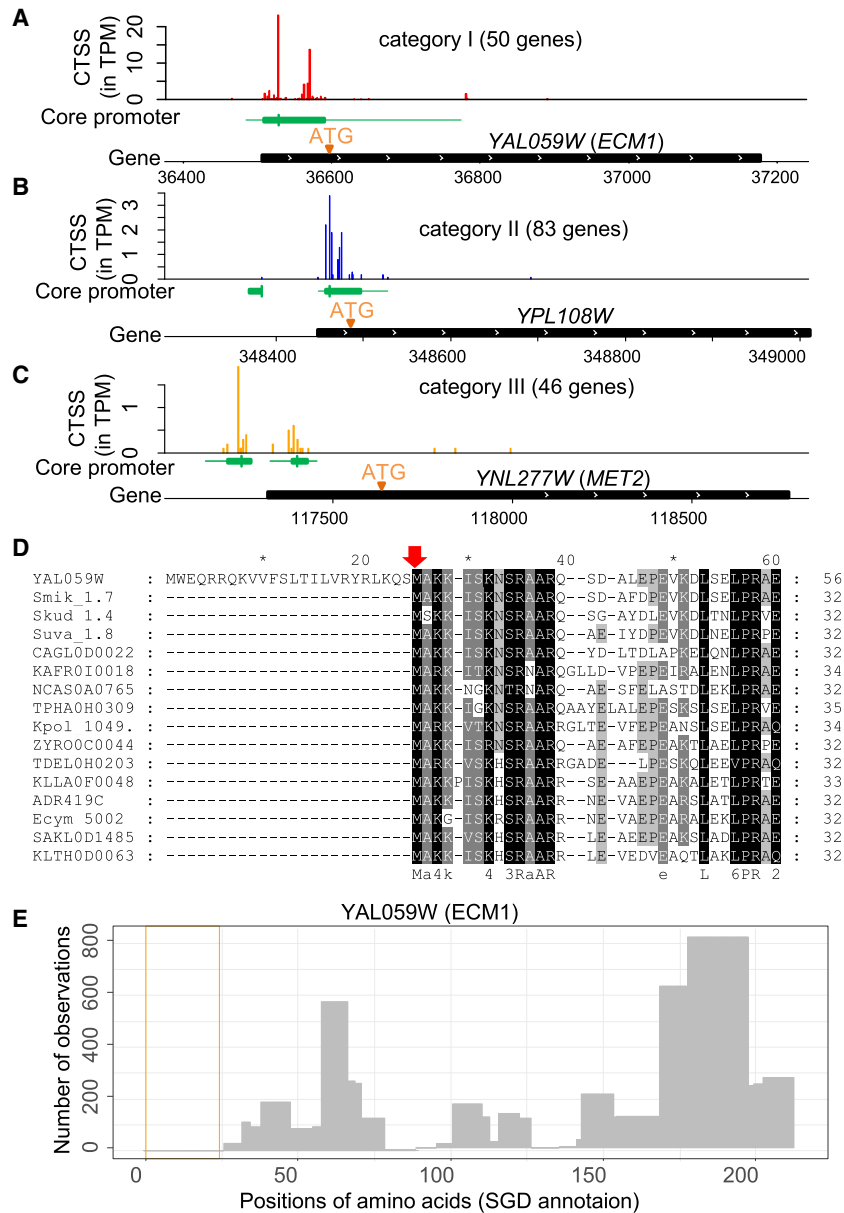 A
CTSS
(in TPM)
0 10 20
category I (50 genes)
Core promoter
ATG
YAL059W (ECM1)
Gene
36400 36600 36800 37000 37200
B
CTSS
(in TPM)
0 1 2 3
category II (83 genes)
Core promoter
ATG
YPL108W
Gene
348400 348600 348800 349000
C
CTSS
(in TPM)
0 1
category III (46 genes)
Core promoter
ATG
YNL277W (MET2)
Gene
117500 118000 118500
D
* 20 * 40 * 60
YAL059W : MWEQRRQKVVFSLTILVRYRLKQSMAKK-ISKNSRAARQ--SD-ALEPEVKDLSELPRAE : 56
Smik_1.7 : ------------------------MAKK-ISKNSRAARQ--SD-AFDPEVKDLSELPRAE : 32
Skud 1.4 : ------------------------MSKK-ISKNSRAARQ--SG-AYDLEVKDLTNLPRVE : 32
Suva_1.8 : ------------------------MAKK-ISKNSRAARQ--AE-IYDPEVKDLNELPRPE : 32
CAGL0D0022 : ------------------------MAKK-ISKNSRAARQ--YD-LTDLAPKELQNLPRAE : 32
KAFR0I0018 : ------------------------MARK-ITKNSRNARQGLLD-VPEPEIRALENLPRAE : 34
NCAS0A0765 : ------------------------MAKK-NGKNTRNARQ--AE-SFELASTDLEKLPRAE : 32
TPHA0H0309 : ------------------------MAKK-IGKNSRAARQAAYELALEPESKSLSELPRVE : 35
Kpol 1049. : ------------------------MARK-VTKNSRAARRGLTE-VFEPEANSLSELPRAQ : 34
ZYRO0C0044 : ------------------------MARK-ISRNSRAARQ--AE-AFEPEAKTLAELPRPE : 32
TDEL0H0203 : ------------------------MARK-VSKHSRAARRGADE---LPESKQLEEVPRAQ : 32
KLLA0F0048 : ------------------------MAKKPISKHSRAARR--SE-AAEPEAKTLAELPRTE : 33
ADR419C : ------------------------MAKK-ISKHSRAARR--NE-VAEPEARSLATLPRAE : 32
Ecym 5002 : ------------------------MAKG-ISKRSRAARR--NE-VAEPEAKSLAKLPRAE : 32
SAKL0D1485 : ------------------------MAKK-VSKHSRAARR--LNEAEEPEAKSLADLPRAE : 32
KLTH0D0063 : ------------------------MAKK-ISKHSRAARR--LE-VEDVEAQTLAKLPRAQ : 32
Ma4k 4 3RaAR e L 6PR 2
E
YAL059W (ECM1)
Number of observations
0 200 400 600 800
0 50 100 150 200
Positions of amino acids (SGD annotaion)